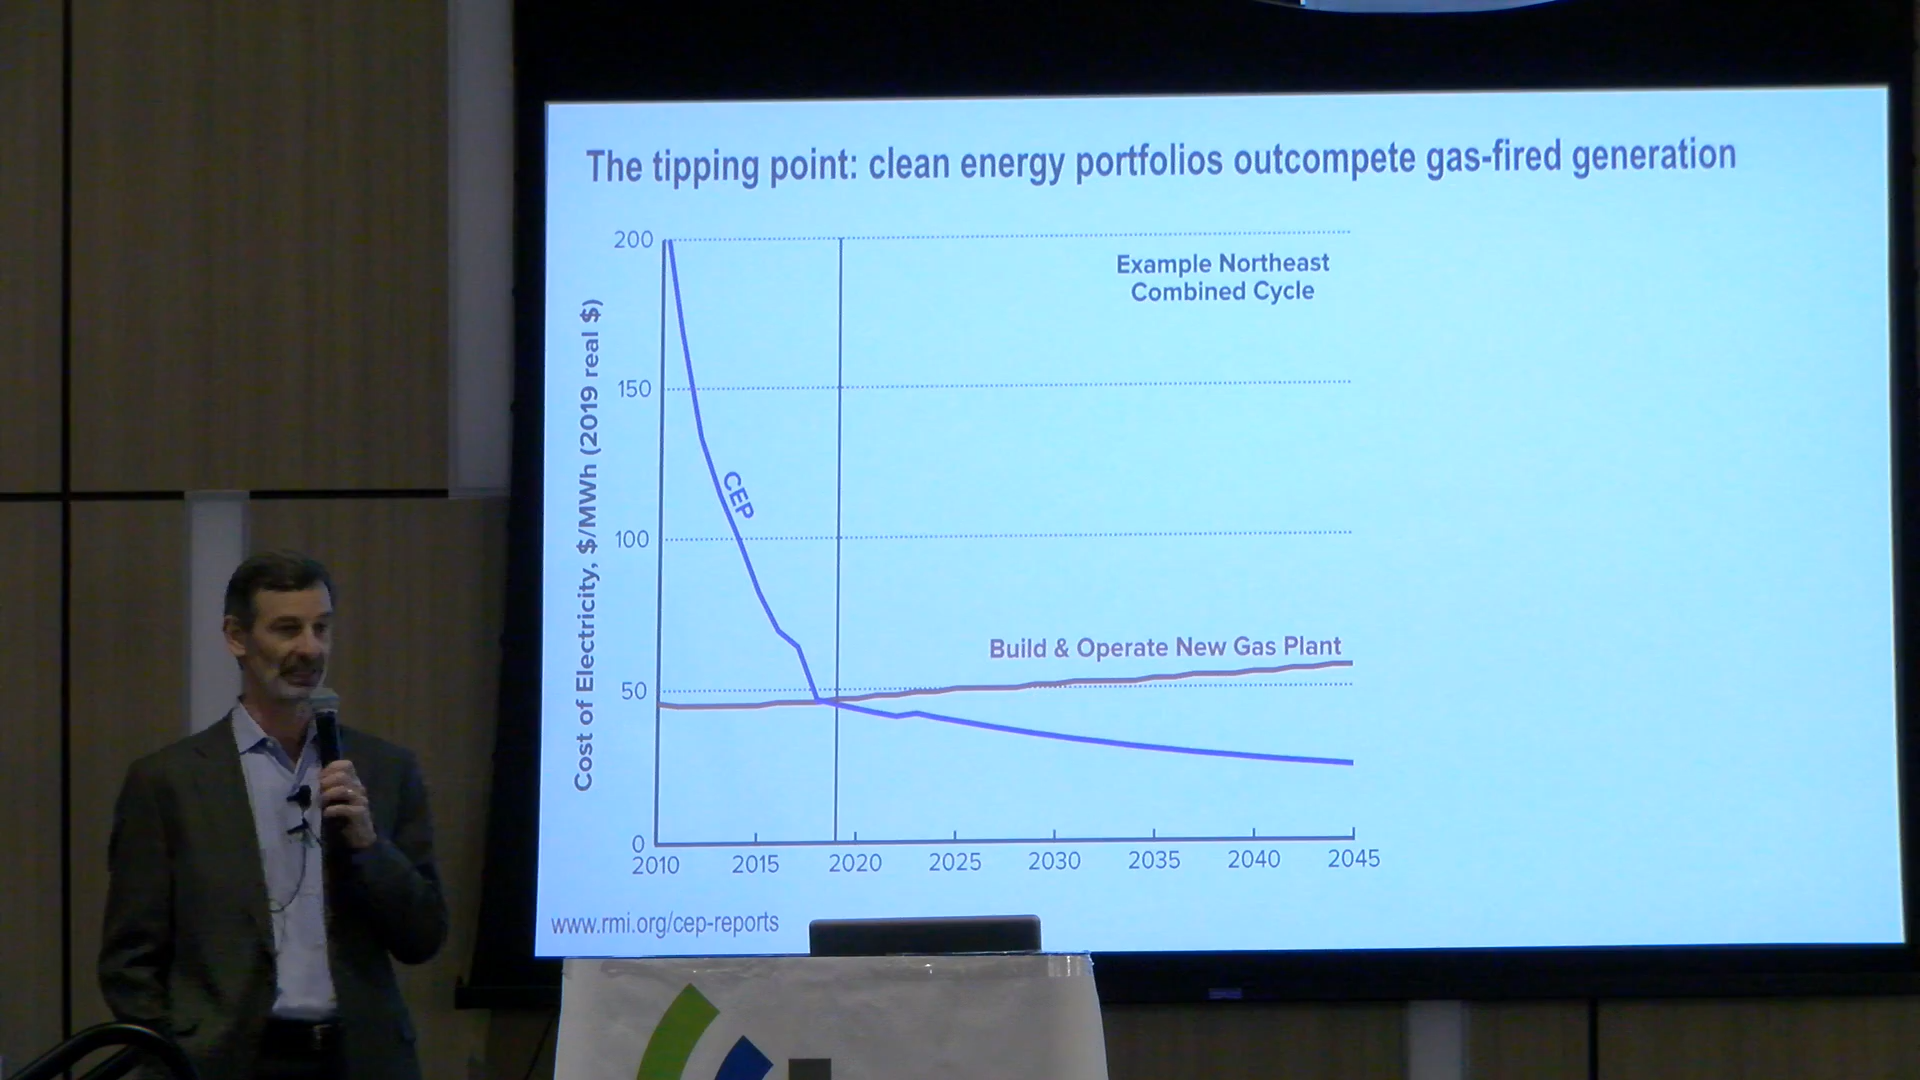 The tipping point: clean energy portfolios outcompete gas-fired generation
200
150
100
50
0
Cost of Electricity, $/MWh (2019 real $)
Example Northeast
Combined Cycle
CEP
Build & Operate New Gas Plant
2010 2015 2020 2025 2030 2035 2040 2045
www.rmi.org/cep-reports